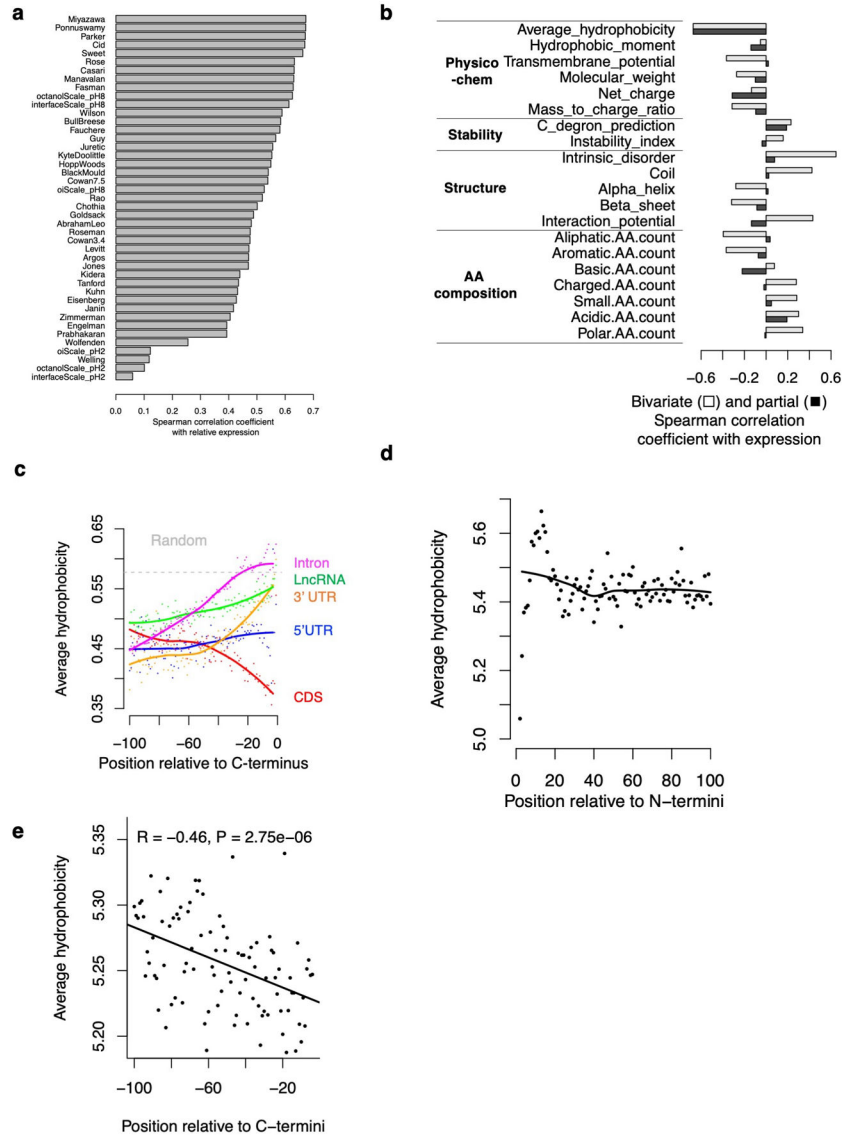 a
Miyazawa
Ponnuswamy
Parker
Cid
Sweet
Rose
Casari
Manavalan
Fasman
octanolScale_pH8
interfaceScale_pH8
Wilson
BullBreese
Fauchere
Guy
Juretic
KyteDoolittle
HoppWoods
BlackMould
Cowan7.5
oiScale_pH8
Rao
Chothia
Goldsack
AbrahamLeo
Roseman
Cowan3.4
Levitt
Argos
Jones
Kidera
Tanford
Kuhn
Eisenberg
Janin
Zimmerman
Engelman
Prabhakaran
Wolfenden
oiScale_pH2
Welling
octanolScale_pH2
interfaceScale_pH2
0.0 0.1 0.2 0.3 0.4 0.5 0.6 0.7
Spearman correlation coefficient
with relative expression
b
Physico
-chem
Average_hydrophobicity
Hydrophobic_moment
Transmembrane_potential
Molecular_weight
Net_charge
Mass_to_charge_ratio
Stability
C_degron_prediction
Instability_index
Structure
Intrinsic_disorder
Coil
Alpha_helix
Beta_sheet
Interaction_potential
AA
composition
Aliphatic.AA.count
Aromatic.AA.count
Basic.AA.count
Charged.AA.count
Small.AA.count
Acidic.AA.count
Polar.AA.count
−0.6 −0.2 0.2 0.6
Bivariate (□) and partial (■)
Spearman correlation
coefficient with expression
c
Average hydrophobicity
0.65
0.55
0.45
0.35
Random
Intron
LncRNA
3' UTR
5'UTR
CDS
−100 −60 −20 0
Position relative to C−terminus
d
Average hydrophobicity
5.6
5.4
5.2
5.0
0 20 40 60 80 100
Position relative to N−termini
e
R = −0.46, P = 2.75e−06
Average hydrophobicity
5.35
5.30
5.25
5.20
−100 −60 −20
Position relative to C−termini